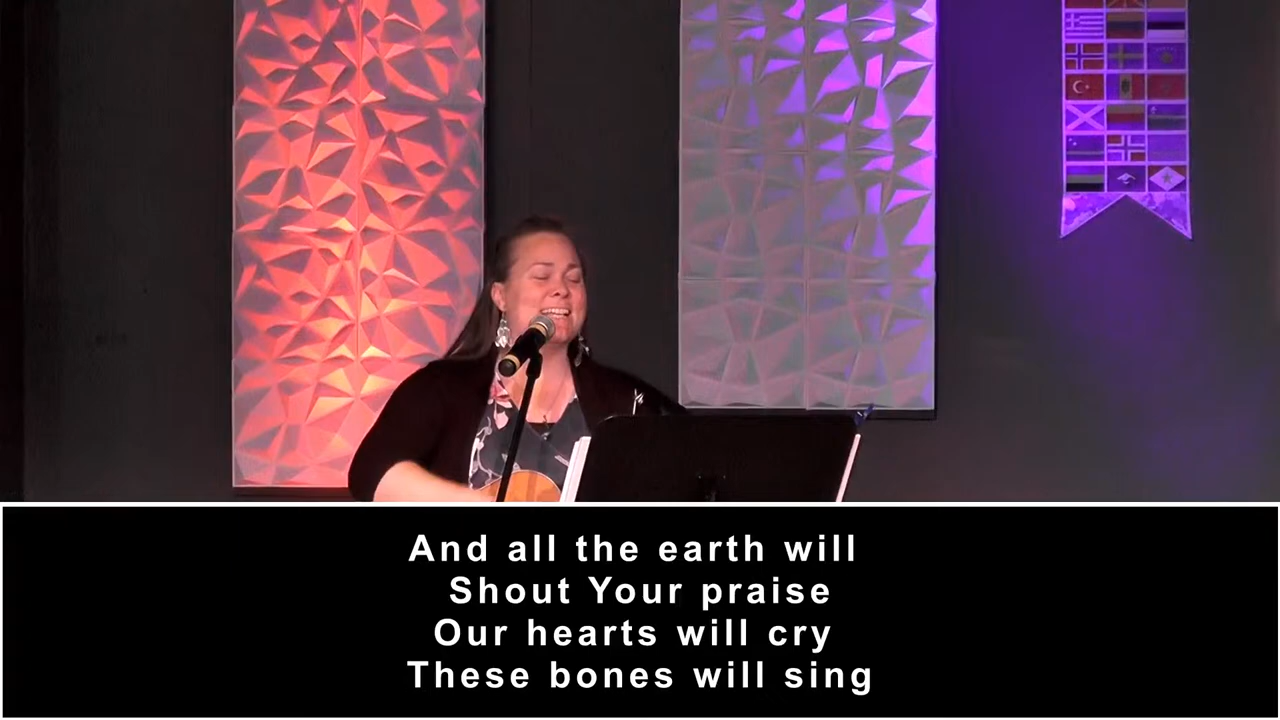 And all the earth will
Shout Your praise
Our hearts will cry
These bones will sing